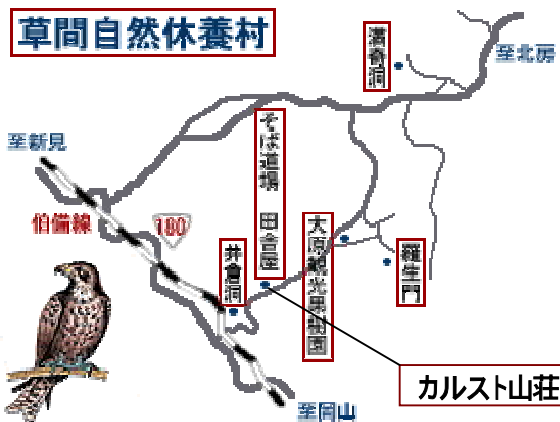 草間自然休養村
至北房
満奇洞
至新見
そば道場 田舎屋
伯備線
180
井倉洞
大原観光果樹園
羅生門
カルスト山荘
至岡山